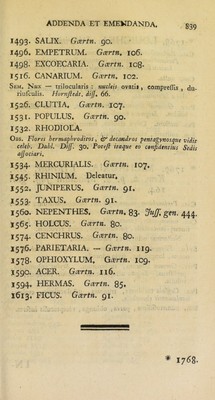 ADDENDA ET EMENDANDA. 839
1493. SALIX. Gærtn. 90.
1496. EMPETRUM. Gærtn. 106.
1498. EXCOECARIA. Gærtn. 108.
1516. CANARIUM. Gærtn. 102.
Sem. Nux — trilocularis: nucleis ovatis, compressis, du-
riusculis. Hornstedt. diss. 66.
1526. CLUTIA. Gærtn. 107.
1531. POPULUS. Gærtn. 90.
1532. RHODIOLA.
Obs. Flores hermaphroditos, & decandros pentagynosque vidit
celeb. Dahl. Diss. 30. Potest itaque eo confidentius Sedis
associari.
1534. MERCURIALIS. Gærtn. 107.
1545. RHINIUM. Deleatur.
1552. JUNIPERUS. Gærtn. 91.
1553. TAXUS. Gærtn. 91.
1560. NEPENTHES. Gærtn. 83. Juss. gen. 444.
1565. HOLCUS. Gærtn. 80.
1574. CENCHRUS. Gærtn. 80.
1576. PARIETARIA. — Gærtn. 119.
1578. OPHIOXYLUM. Gærtn. 109.
1590. ACER. Gærtn. 116.
1594. HERMAS. Gærtn. 85.
1613. FICUS. Gærtn. 91.
* 1768.